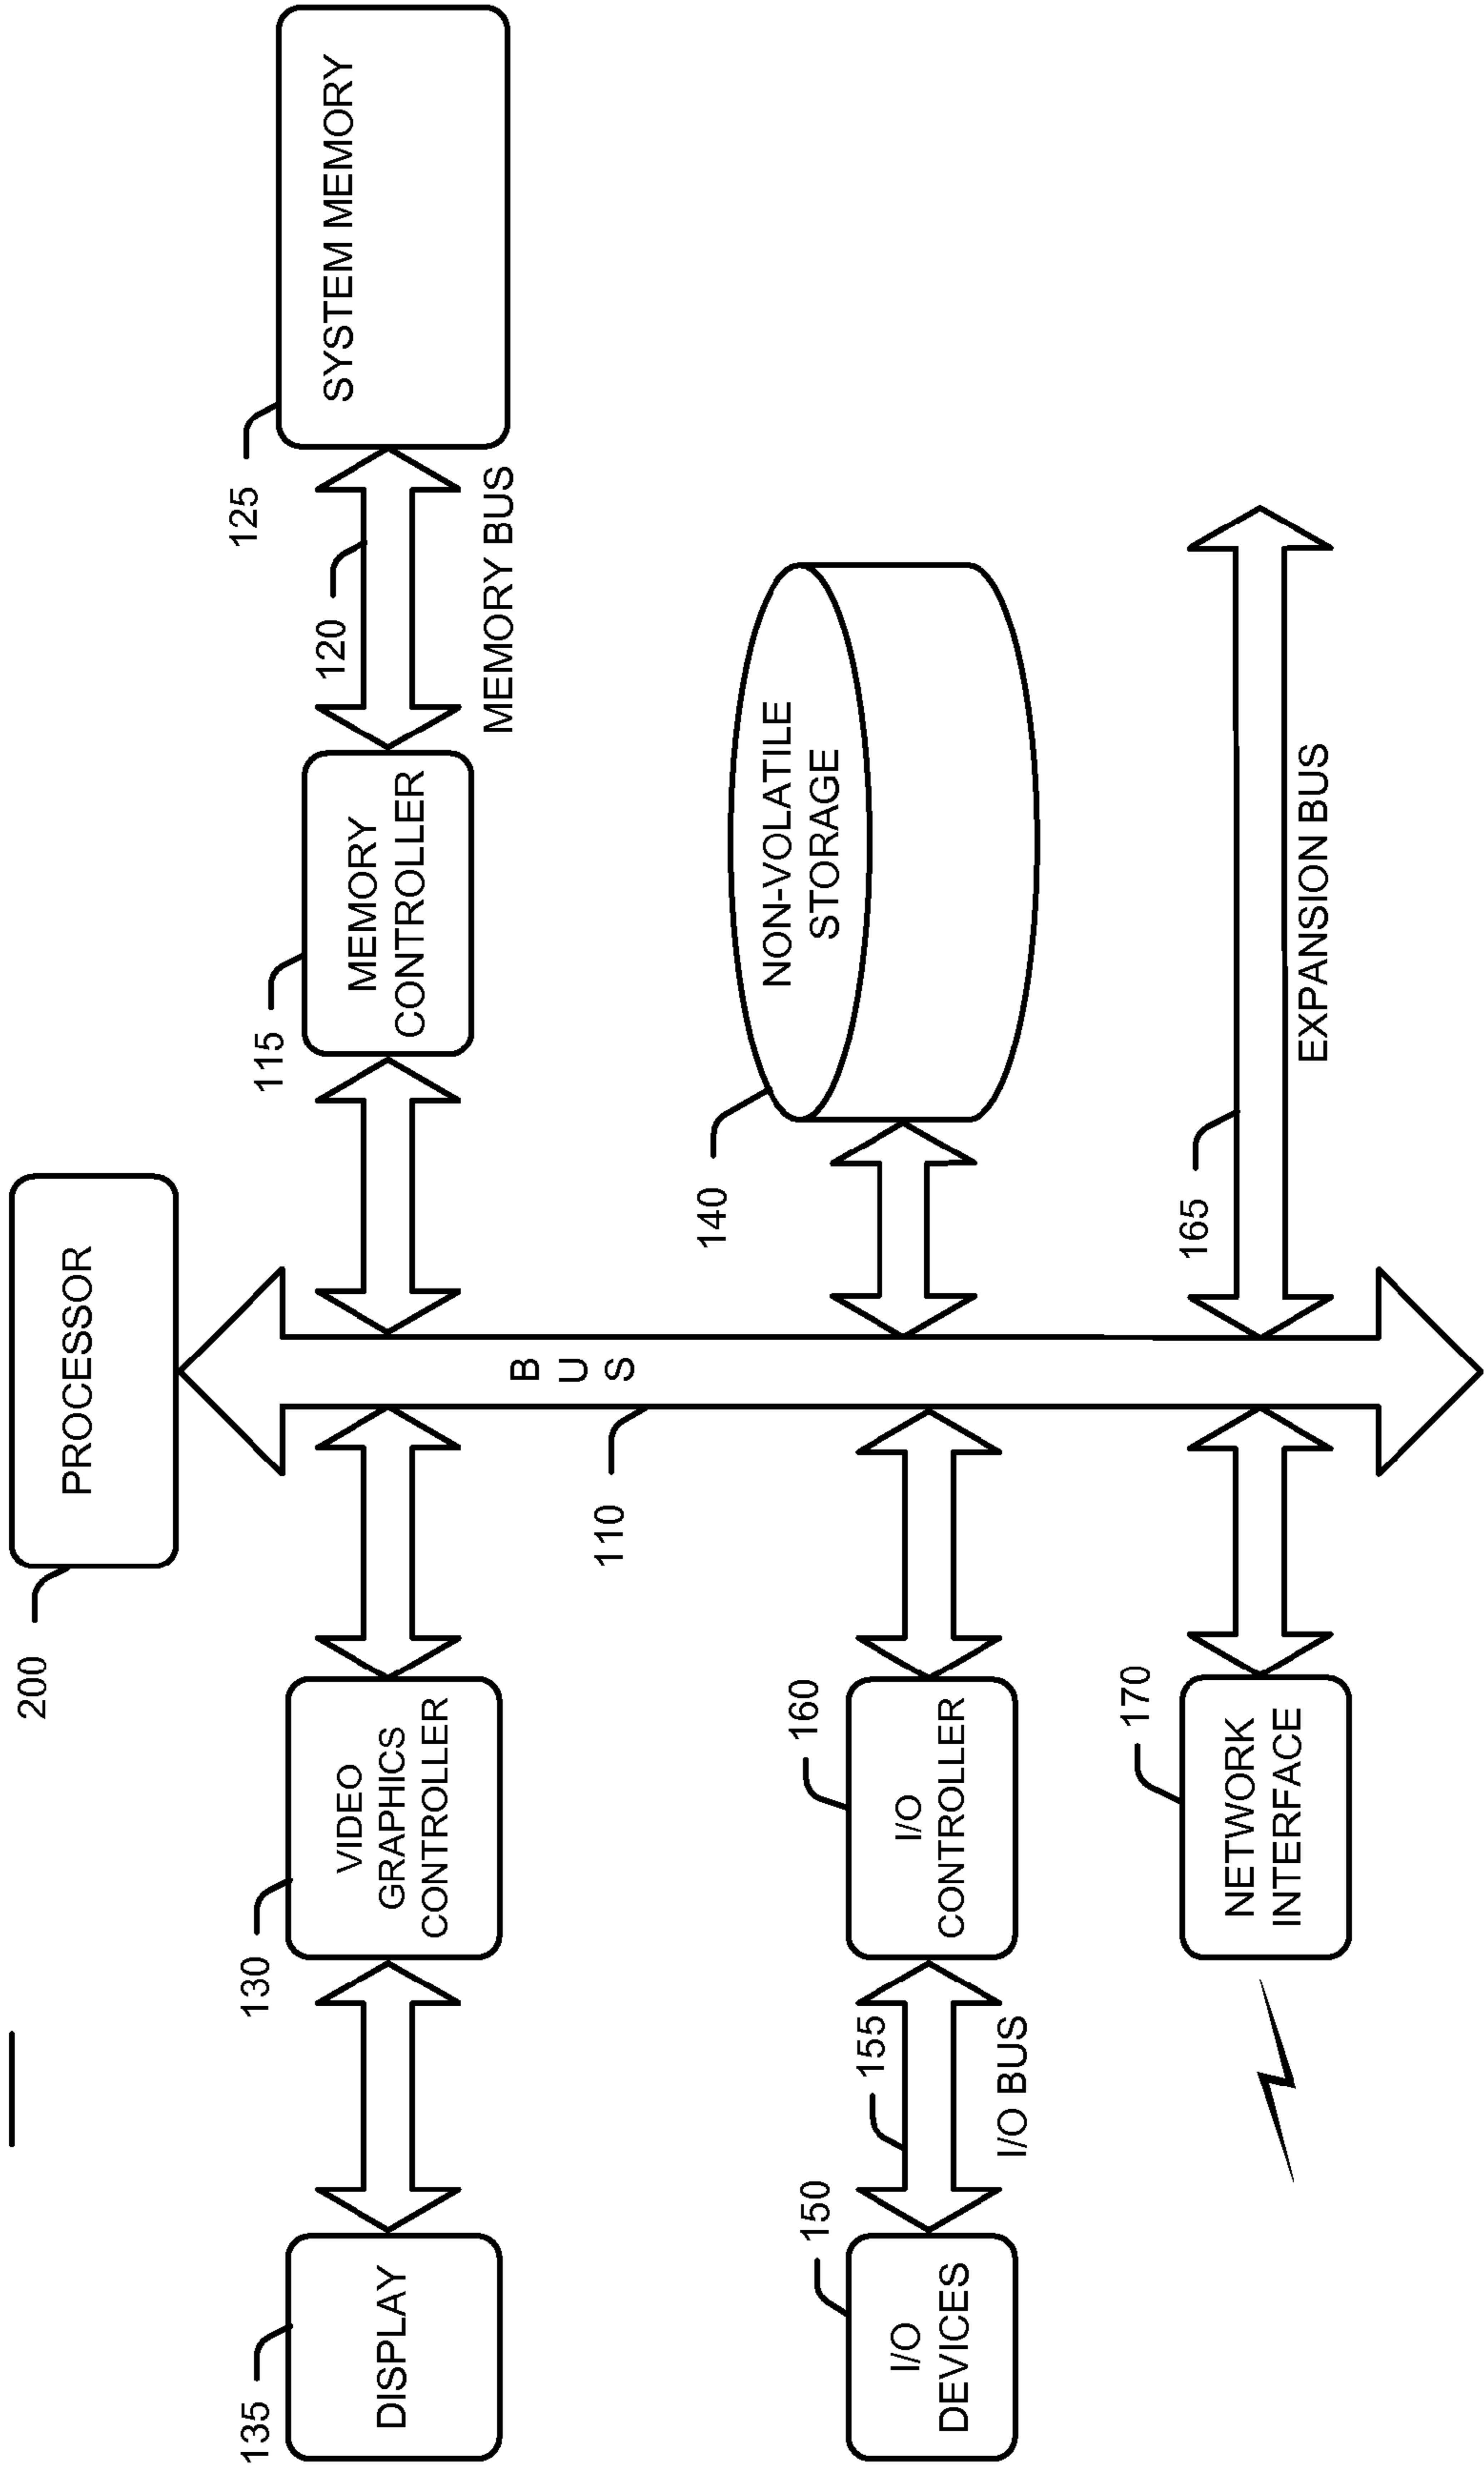 200
PROCESSOR
135
DISPLAY
130
VIDEO
GRAPHICS
CONTROLLER
115
MEMORY
CONTROLLER
120
MEMORY BUS
125
SYSTEM MEMORY
BUS
110
140
NON-VOLATILE
STORAGE
150
I/O
DEVICES
155
I/O BUS
160
I/O
CONTROLLER
165
EXPANSION BUS
170
NETWORK
INTERFACE